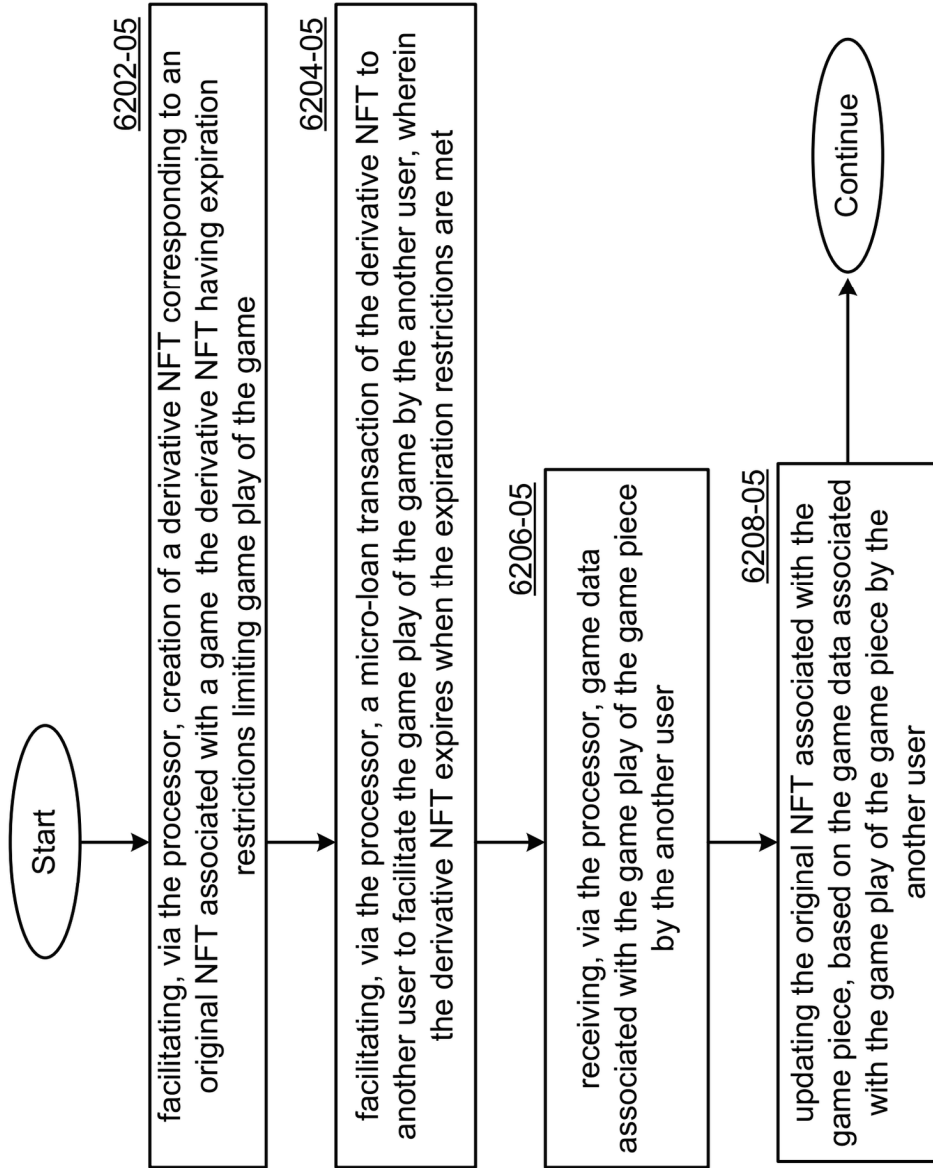 Start
6202-05
facilitating, via the processor, creation of a derivative NFT corresponding to an
original NFT associated with a game the derivative NFT having expiration
restrictions limiting game play of the game
6204-05
facilitating, via the processor, a micro-loan transaction of the derivative NFT to
another user to facilitate the game play of the game by the another user, wherein
the derivative NFT expires when the expiration restrictions are met
6206-05
receiving, via the processor, game data
associated with the game play of the game piece
by the another user
6208-05
updating the original NFT associated with the
game piece, based on the game data associated
with the game play of the game piece by the
another user
Continue